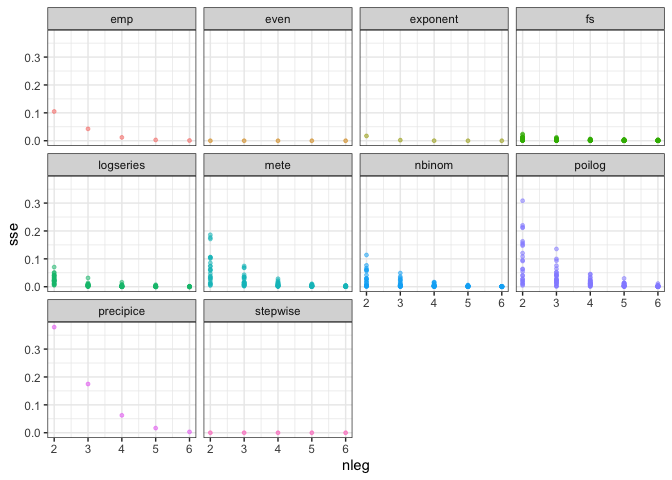 emp even exponent fs
0.3
0.2
0.1
0.0
logseries mete nbinom poilog
0.3
0.2
0.1
0.0
2 3 4 5 6 2 3 4 5 6
precipice stepwise
0.3
0.2
0.1
0.0
2 3 4 5 6 2 3 4 5 6
sse
nleg